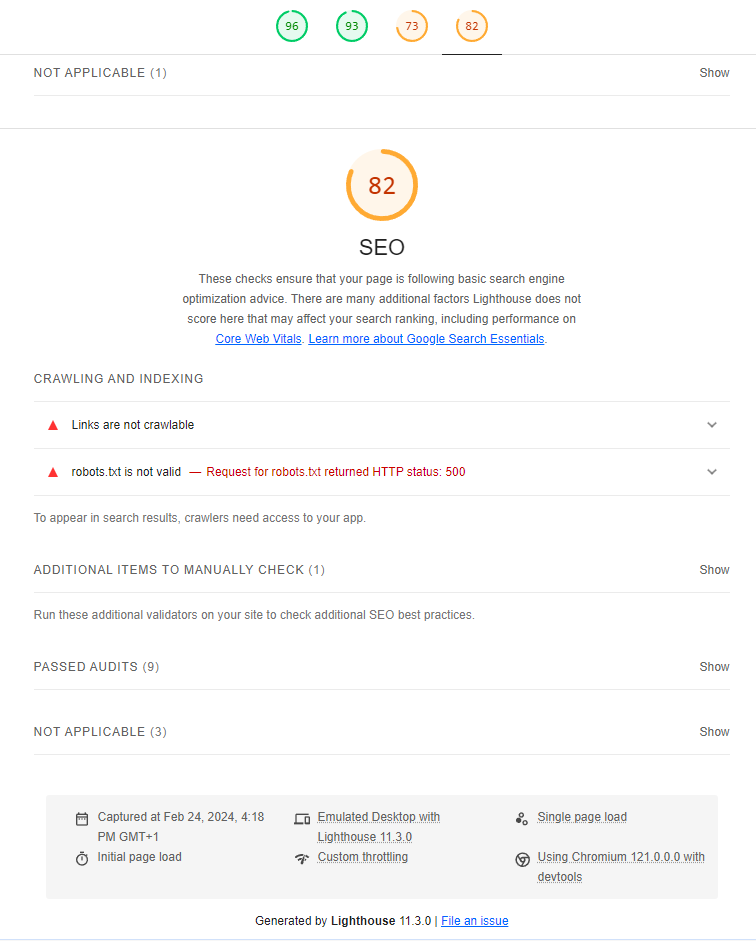 96 93 73 82
NOT APPLICABLE (1) Show
82
SEO
These checks ensure that your page is following basic search engine
optimization advice. There are many additional factors Lighthouse does not
score here that may affect your search ranking, including performance on
Core Web Vitals. Learn more about Google Search Essentials.
CRAWLING AND INDEXING
Links are not crawlable
robots.txt is not valid — Request for robots.txt returned HTTP status: 500
To appear in search results, crawlers need access to your app.
ADDITIONAL ITEMS TO MANUALLY CHECK (1) Show
Run these additional validators on your site to check additional SEO best practices.
PASSED AUDITS (9) Show
NOT APPLICABLE (3) Show
Captured at Feb 24, 2024, 4:18
PM GMT+1
Emulated Desktop with
Lighthouse 11.3.0
Single page load
Initial page load
Custom throttling
Using Chromium 121.0.0.0 with
devtools
Generated by Lighthouse 11.3.0 | File an issue